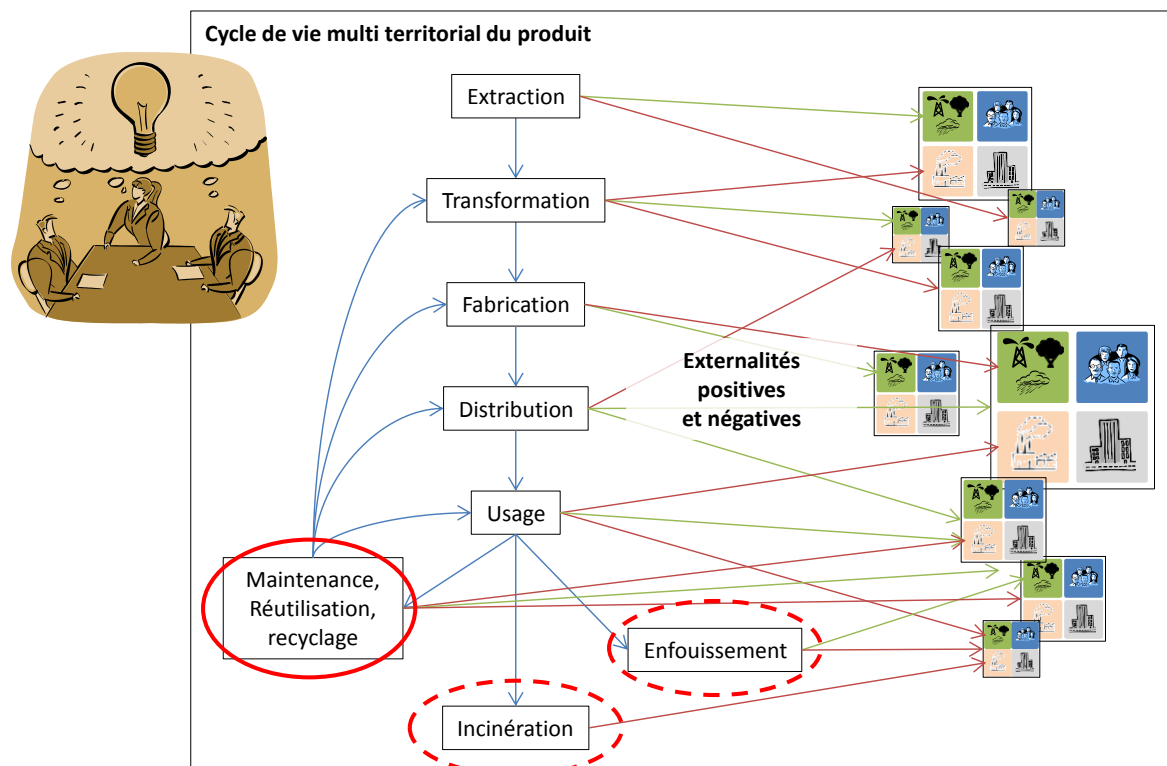 Cycle de vie multi territorial du produit
Extraction
Transformation
Fabrication
Externalités
positives
et négatives
Distribution
Usage
Maintenance,
Réutilisation,
recyclage
Enfouissement
Incinération